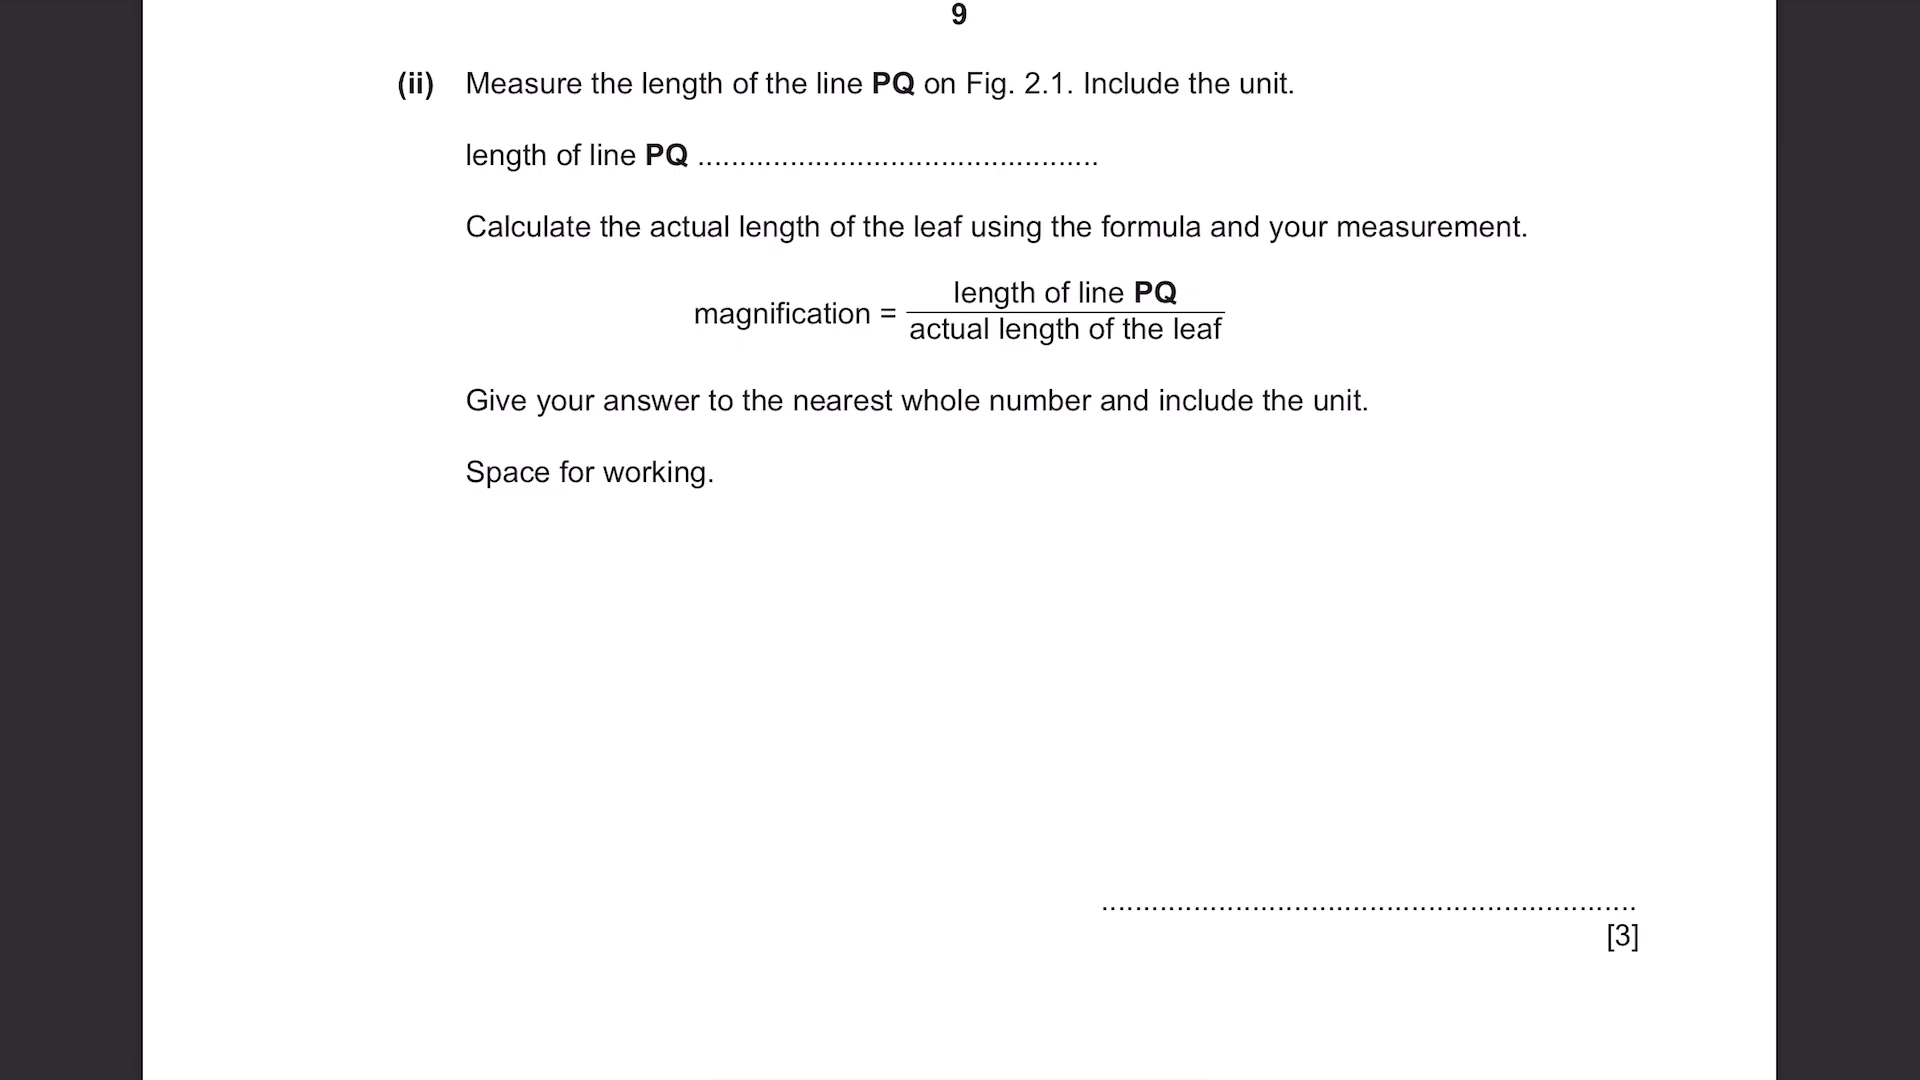 9
(ii) Measure the length of the line PQ on Fig. 2.1. Include the unit.
length of line PQ ................................................
Calculate the actual length of the leaf using the formula and your measurement.
magnification = length of line PQ
actual length of the leaf
Give your answer to the nearest whole number and include the unit.
Space for working.
................................................................
[3]